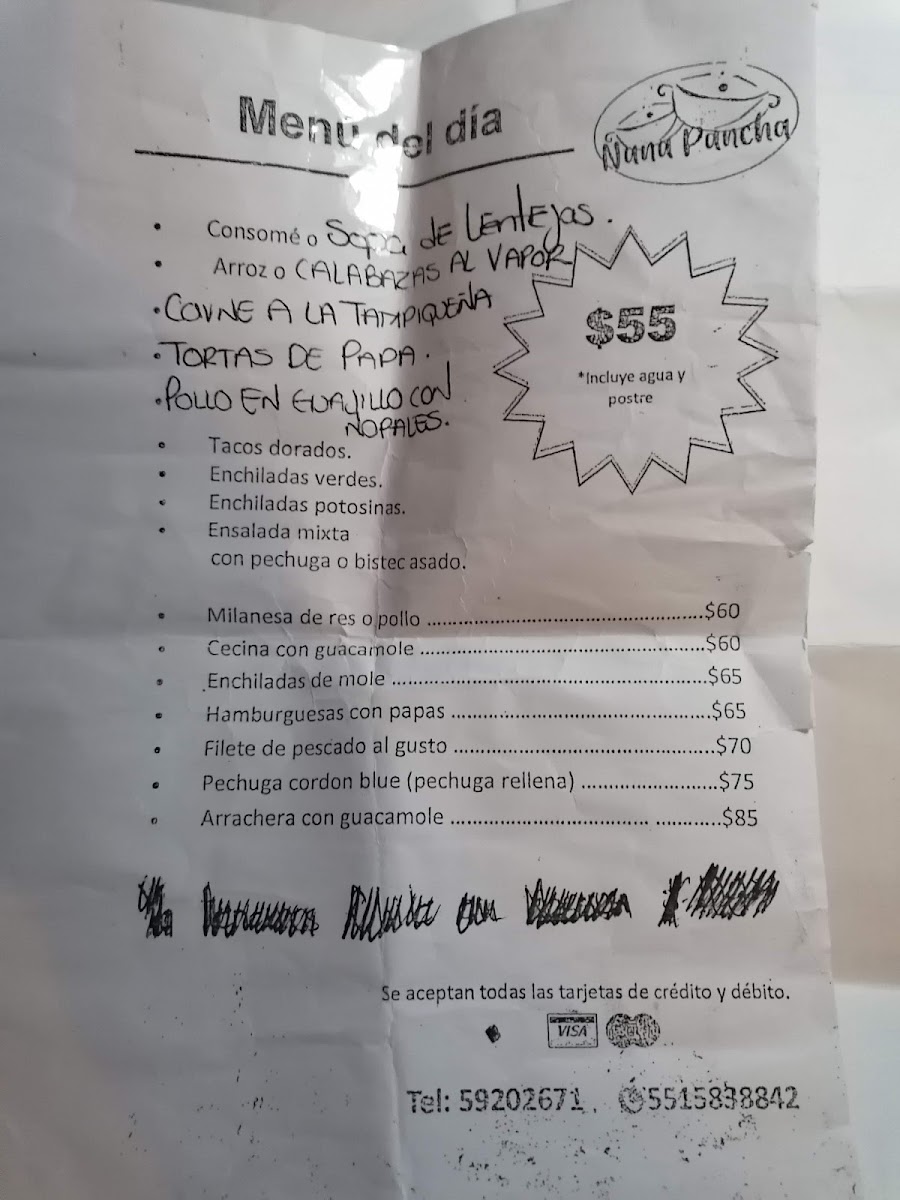 Menú del día
Ñana Pancha
• Consomé o Sopa de Lentejas.
• Arroz o CALABAZAS AL VAPOR
• CARNE A LA TAMPIQUEÑA
• TORTAS DE PAPA.
• POLLO EN GUAJILLO CON
NOPALES.
$55
*Incluye agua y
postre
• Tacos dorados.
• Enchiladas verdes.
• Enchiladas potosinas.
• Ensalada mixta
con pechuga o bistec asado.
• Milanesa de res o pollo ........................................................$60
• Cecina con guacamole .........................................................$60
• .Enchiladas de mole ...............................................................$65
• Hamburguesas con papas ....................................................$65
• Filete de pescado al gusto ....................................................$70
• Pechuga cordon blue (pechuga rellena) ...........................$75
• Arrachera con guacamole ...................................... ............$85
Se aceptan todas las tarjetas de crédito y débito.
VISA
Tel: 59202671 5515838842